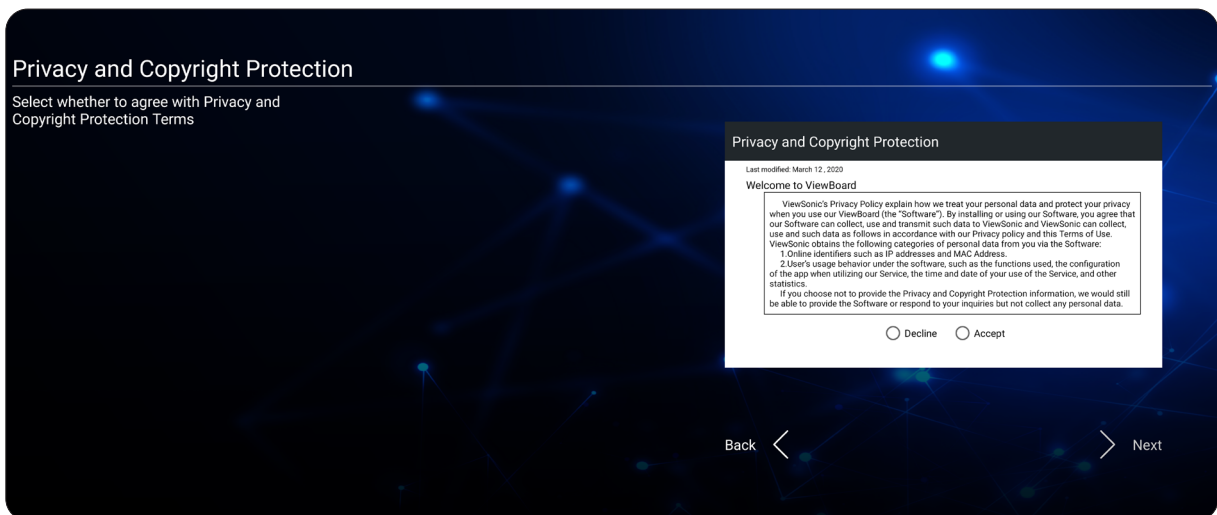 Privacy and Copyright Protection
Select whether to agree with Privacy and
Copyright Protection Terms
Privacy and Copyright Protection
Last modified: March 12 , 2020
Welcome to ViewBoard
ViewSonic's Privacy Policy explain how we treat your personal data and protect your privacy
when you use our ViewBoard (the "Software"). By installing or using our Software, you agree that
our Software can collect, use and transmit such data to ViewSonic and ViewSonic can collect,
use and such data as follows in accordance with our Privacy policy and this Terms of Use.
ViewSonic obtains the following categories of personal data from you via the Software:
1.Online identifiers such as IP addresses and MAC Address.
2.User's usage behavior under the software, such as the functions used, the configuration
of the app when utilizing our Service, the time and date of your use of the Service, and other
statistics.
If you choose not to provide the Privacy and Copyright Protection information, we would still
be able to provide the Software or respond to your inquiries but not collect any personal data.
Decline Accept
Back Next